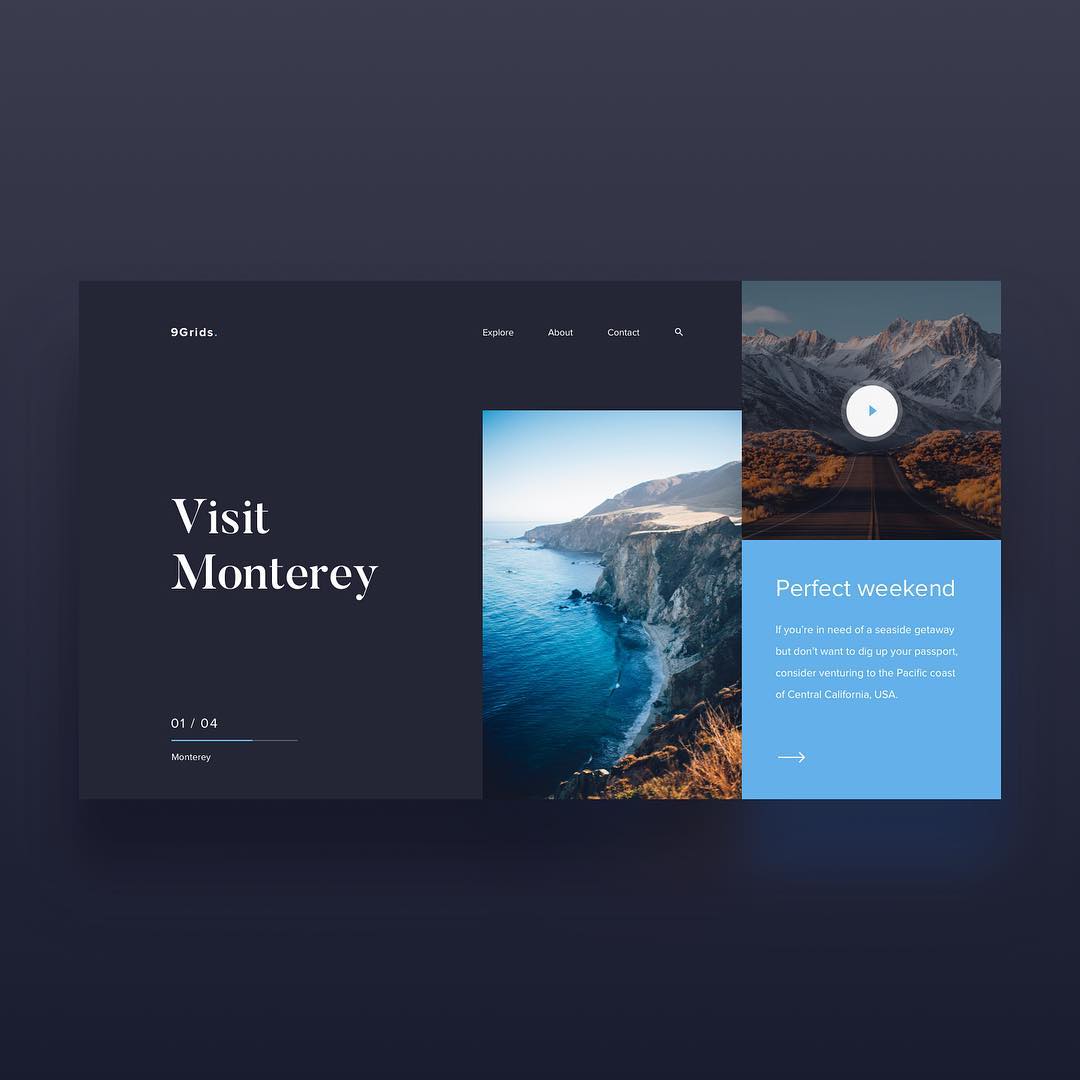 9Grids.
Explore
About
Contact
Visit
Monterey
01 / 04
Monterey
Perfect weekend
If you're in need of a seaside getaway
but don't want to dig up your passport,
consider venturing to the Pacific coast
of Central California, USA.